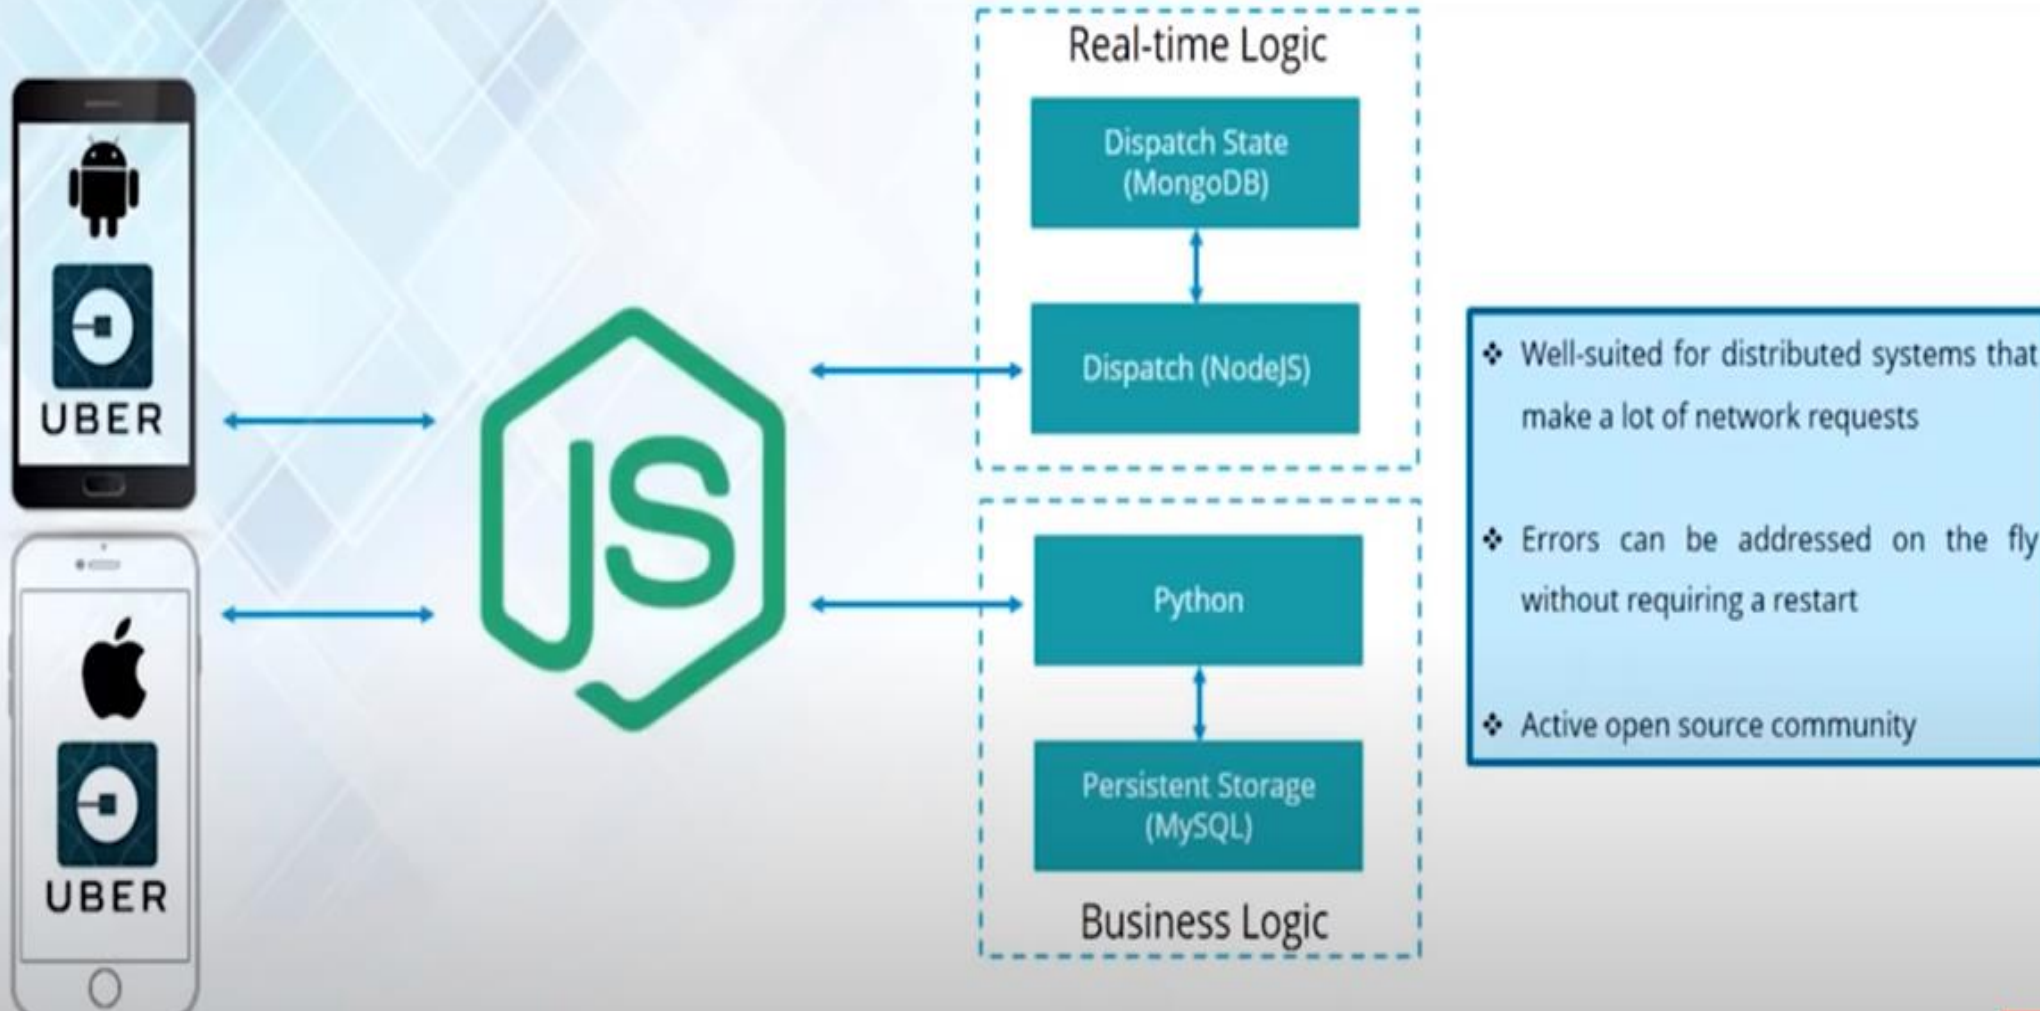 UBER
UBER
JS
Real-time Logic
Dispatch State
(MongoDB)
Dispatch (NodeJS)
Python
Persistent Storage
(MySQL)
Business Logic
❖ Well-suited for distributed systems that
make a lot of network requests
❖ Errors can be addressed on the fly
without requiring a restart
❖ Active open source community